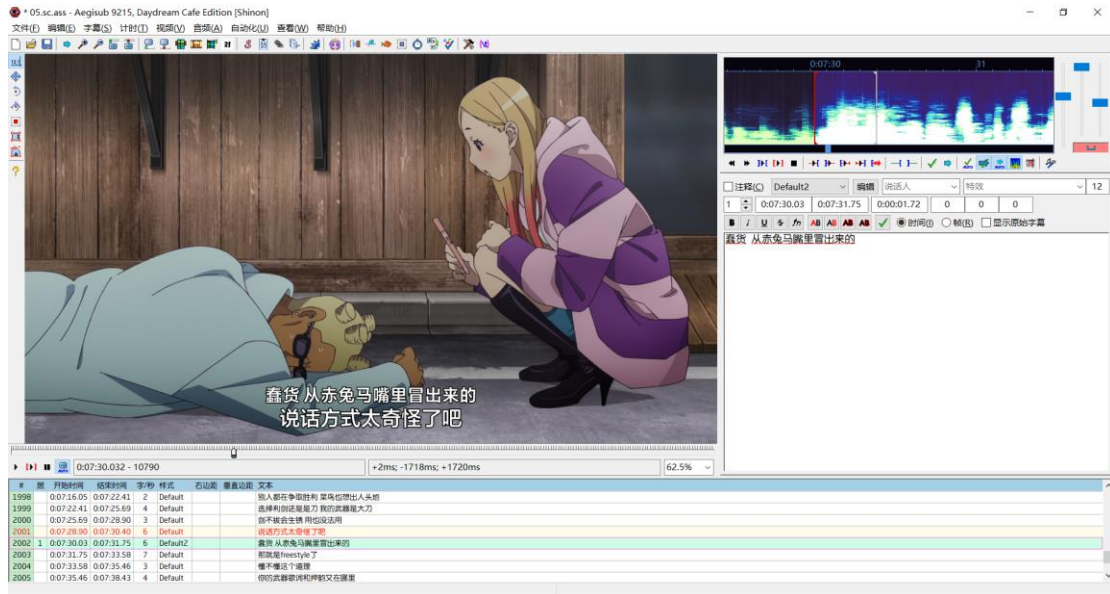 * 05.sc.ass - Aegisub 9215, Daydream Cafe Edition [Shinon]
文件(F) 编辑(E) 字幕(S) 计时(T) 视频(V) 音频(A) 自动化(U) 查看(W) 帮助(H)
0:07:30 31
注释(C) Default2 编辑 说话人 特效 12
1 0:07:30.03 0:07:31.75 0:00:01.72 0 0 0
B I U S fn AB AB AB AB 时间(I) 帧(R) 显示原始字幕
蠢货 从赤兔马嘴里冒出来的
蠢货 从赤兔马嘴里冒出来的
说话方式太奇怪了吧
0:07:30.032 - 10790 +2ms; -1718ms; +1720ms 62.5%
# 层 开始时间 结束时间 字/秒 样式 右边距 垂直边距 文本
1998 0:07:16.05 0:07:22.41 2 Default 别人都在争取胜利 菜鸟也想出人头地
1999 0:07:22.41 0:07:25.69 4 Default 选择利剑还是是刀 我的武器是大刀
2000 0:07:25.69 0:07:28.90 3 Default 剑不拔会生锈 用也没法用
2001 0:07:28.90 0:07:30.40 6 Default 说话方式太奇怪了吧
2002 1 0:07:30.03 0:07:31.75 6 Default2 蠢货 从赤兔马嘴里冒出来的
2003 0:07:31.75 0:07:33.58 7 Default 那就是freestyle了
2004 0:07:33.58 0:07:35.46 3 Default 懂不懂这个道理
2005 0:07:35.46 0:07:38.43 4 Default 你的武器歌词和押韵又在哪里